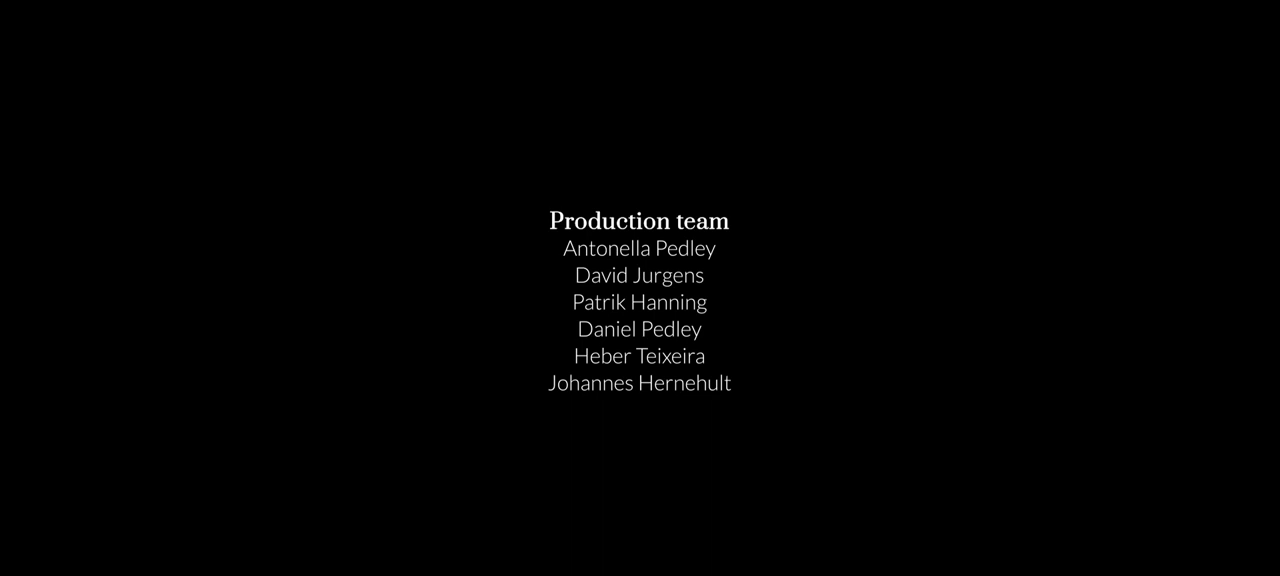 Production team
Antonella Pedley
David Jurgens
Patrik Hanning
Daniel Pedley
Heber Teixeira
Johannes Hernehult